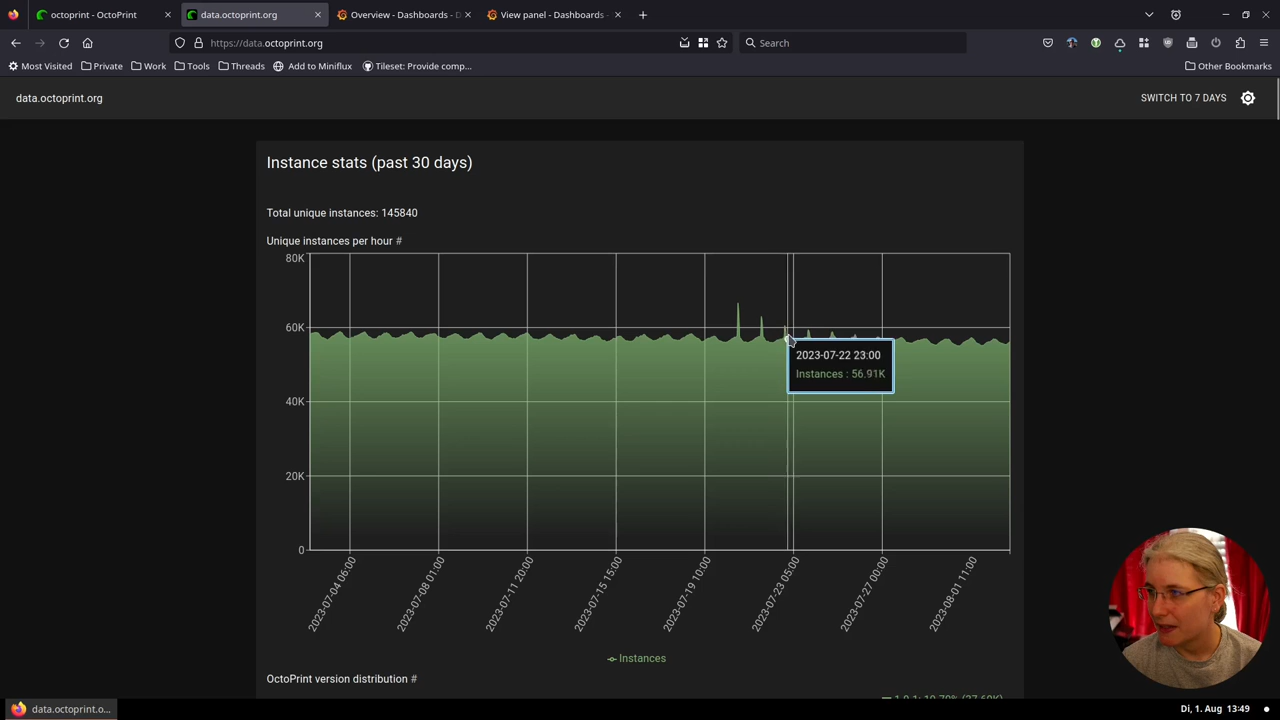 octoprint - OctoPrint
data.octoprint.org
Overview - Dashboards - D
View panel - Dashboards -
https://data.octoprint.org
Search
Most Visited
Private
Work
Tools
Threads
Add to Miniflux
Tileset: Provide comp...
Other Bookmarks
data.octoprint.org
SWITCH TO 7 DAYS
Instance stats (past 30 days)
Total unique instances: 145840
Unique instances per hour #
80K
60K
40K
20K
0
2023-07-22 23:00
Instances : 56.91K
2023-07-04 06:00
2023-07-08 01:00
2023-07-11 20:00
2023-07-15 15:00
2023-07-19 10:00
2023-07-23 05:00
2023-07-27 00:00
2023-08-01 11:00
Instances
OctoPrint version distribution #
data.octoprint.o...
Di, 1. Aug 13:49